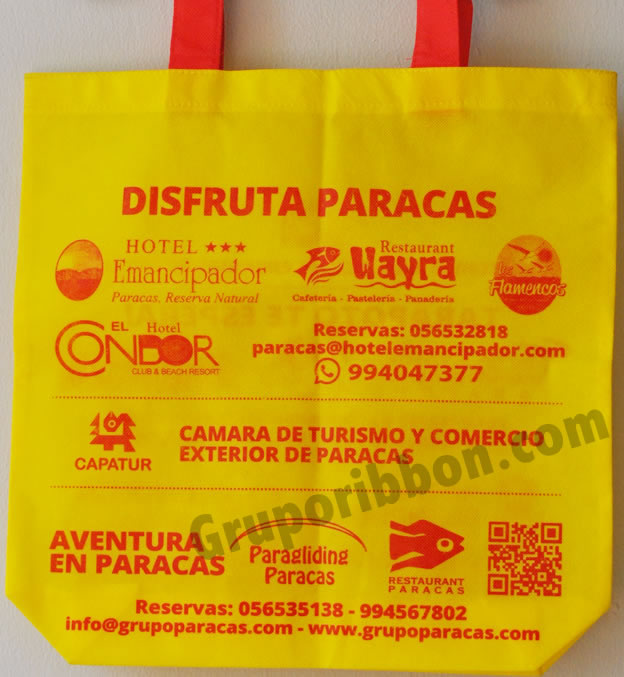 DISFRUTA PARACAS
HOTEL ★★★
Emancipador
Paracas, Reserva Natural
Restaurant
Wayra
Cafetería - Pastelería - Panadería
los
Flamencos
EL Hotel
CONDOR
CLUB & BEACH RESORT
Reservas: 056532818
paracas@hotelemancipador.com
994047377
CAPATUR
CAMARA DE TURISMO Y COMERCIO
EXTERIOR DE PARACAS
Gruporibbon.com
AVENTURA
EN PARACAS
Paragliding
Paracas
RESTAURANT
PARACAS
Reservas: 056535138 - 994567802
info@grupoparacas.com - www.grupoparacas.com